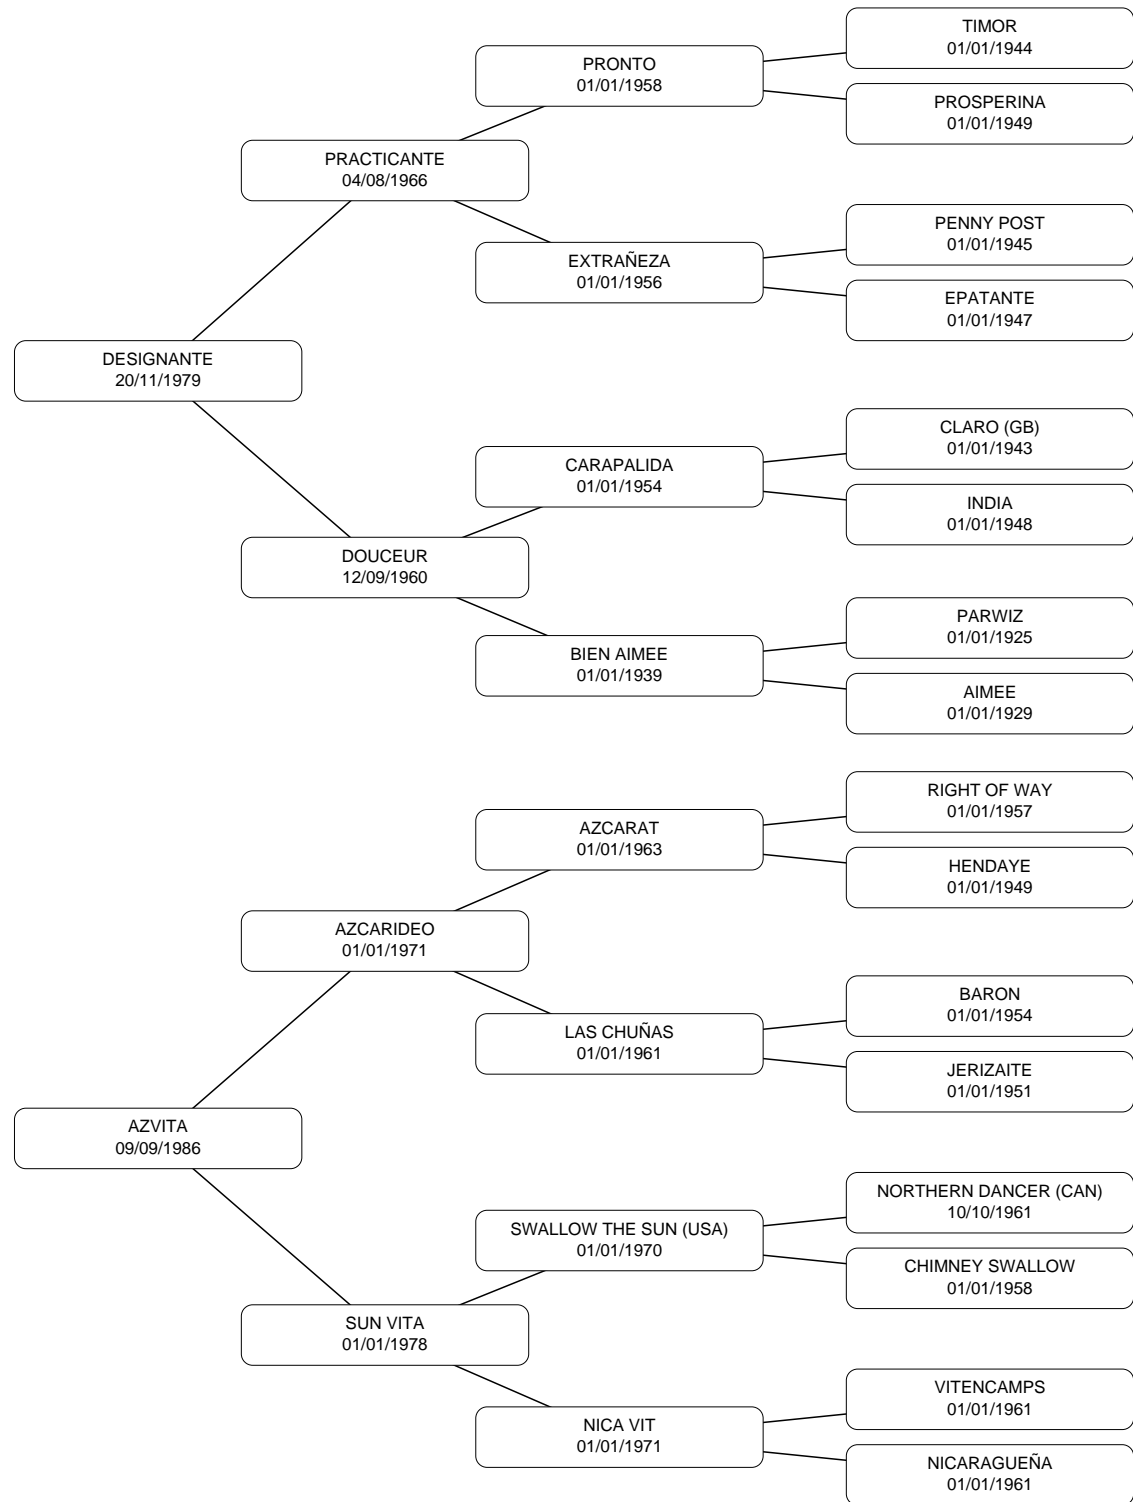 TIMOR
01/01/1944
PRONTO
01/01/1958
PROSPERINA
01/01/1949
PRACTICANTE
04/08/1966
PENNY POST
01/01/1945
EXTRAÑEZA
01/01/1956
EPATANTE
01/01/1947
DESIGNANTE
20/11/1979
CLARO (GB)
01/01/1943
CARAPALIDA
01/01/1954
INDIA
01/01/1948
DOUCEUR
12/09/1960
PARWIZ
01/01/1925
BIEN AIMEE
01/01/1939
AIMEE
01/01/1929
RIGHT OF WAY
01/01/1957
AZCARAT
01/01/1963
HENDAYE
01/01/1949
AZCARIDEO
01/01/1971
BARON
01/01/1954
LAS CHUÑAS
01/01/1961
JERIZAITE
01/01/1951
AZVITA
09/09/1986
NORTHERN DANCER (CAN)
10/10/1961
SWALLOW THE SUN (USA)
01/01/1970
CHIMNEY SWALLOW
01/01/1958
SUN VITA
01/01/1978
VITENCAMPS
01/01/1961
NICA VIT
01/01/1971
NICARAGUEÑA
01/01/1961